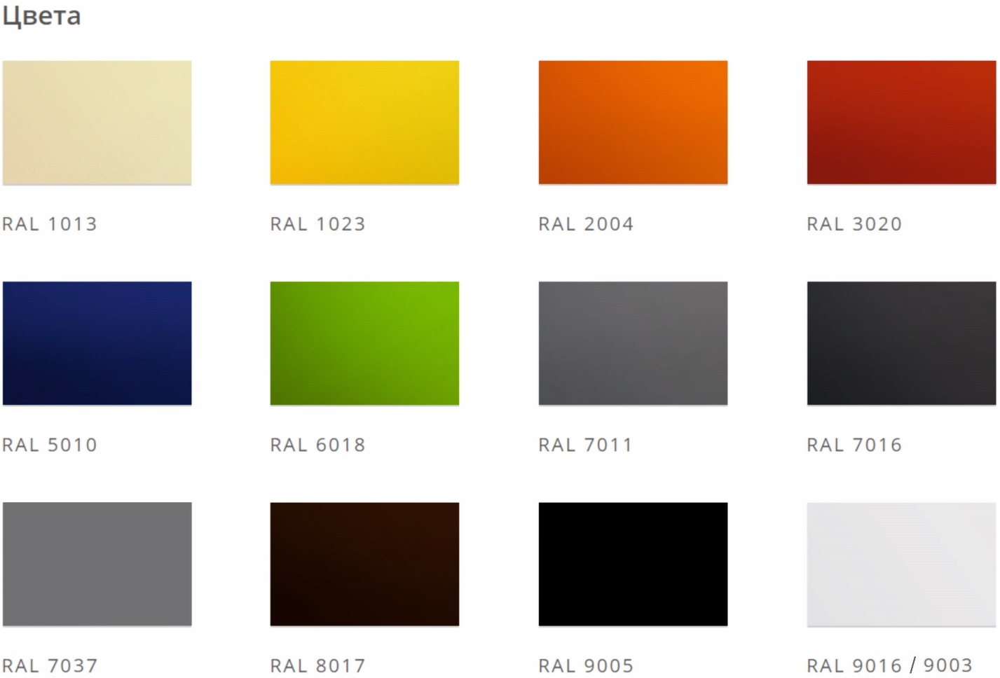 Цвета
RAL 1013
RAL 1023
RAL 2004
RAL 3020
RAL 5010
RAL 6018
RAL 7011
RAL 7016
RAL 7037
RAL 8017
RAL 9005
RAL 9016 / 9003